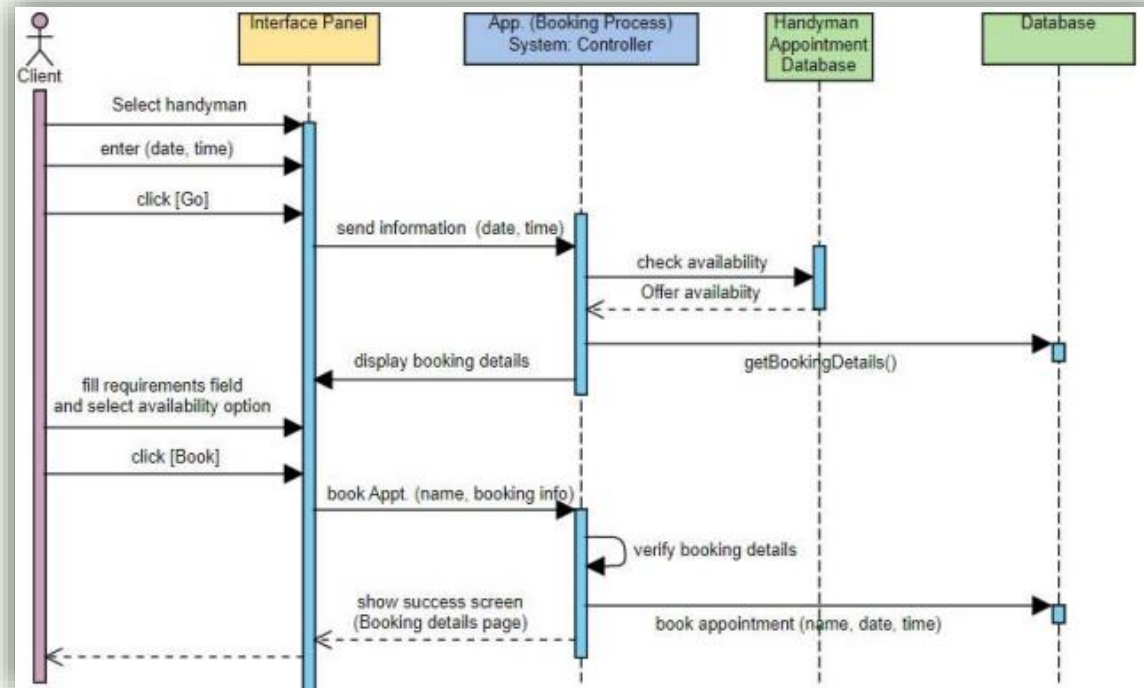 Interface Panel
App. (Booking Process)
System: Controller
Handyman
Appointment
Database
Database
Client
Select handyman
enter (date, time)
click [Go]
send information (date, time)
check availability
Offer availabiity
getBookingDetails()
display booking details
fill requirements field
and select availability option
click [Book]
book Appt. (name, booking info)
verify booking details
show success screen
(Booking details page)
book appointment (name, date, time)